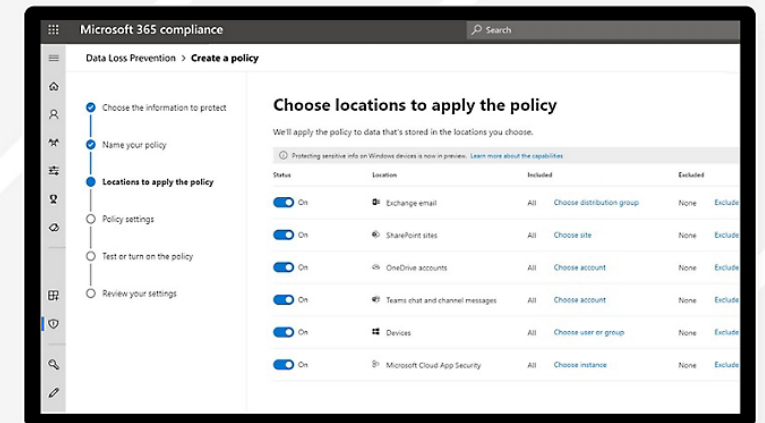 Microsoft 365 compliance
Search
Data Loss Prevention > Create a policy
Choose the information to protect
Name your policy
Locations to apply the policy
Policy settings
Test or turn on the policy
Review your settings
Choose locations to apply the policy
We'll apply the policy to data that's stored in the locations you choose.
Protecting sensitive info on Windows devices is now in preview. Learn more about the capabilities
Status Location Included Excluded
On Exchange email All Choose distribution group None Exclude
On SharePoint sites All Choose site None Exclude
On OneDrive accounts All Choose account None Exclude
On Teams chat and channel messages All Choose account None Exclude
On Devices All Choose user or group None Exclude
On Microsoft Cloud App Security All Choose instance None Exclude